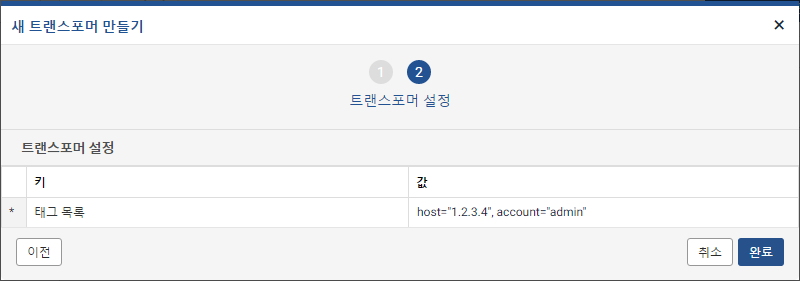 새 트랜스포머 만들기 ×
1 2
트랜스포머 설정
트랜스포머 설정
키 값
* 태그 목록 host="1.2.3.4", account="admin"
이전 취소 완료